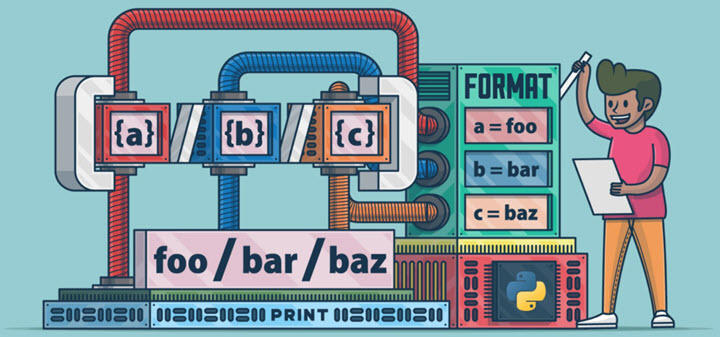 {a}/{b}/{c}
FORMAT
a = foo
b = bar
c = baz
foo/bar/baz
PRINT